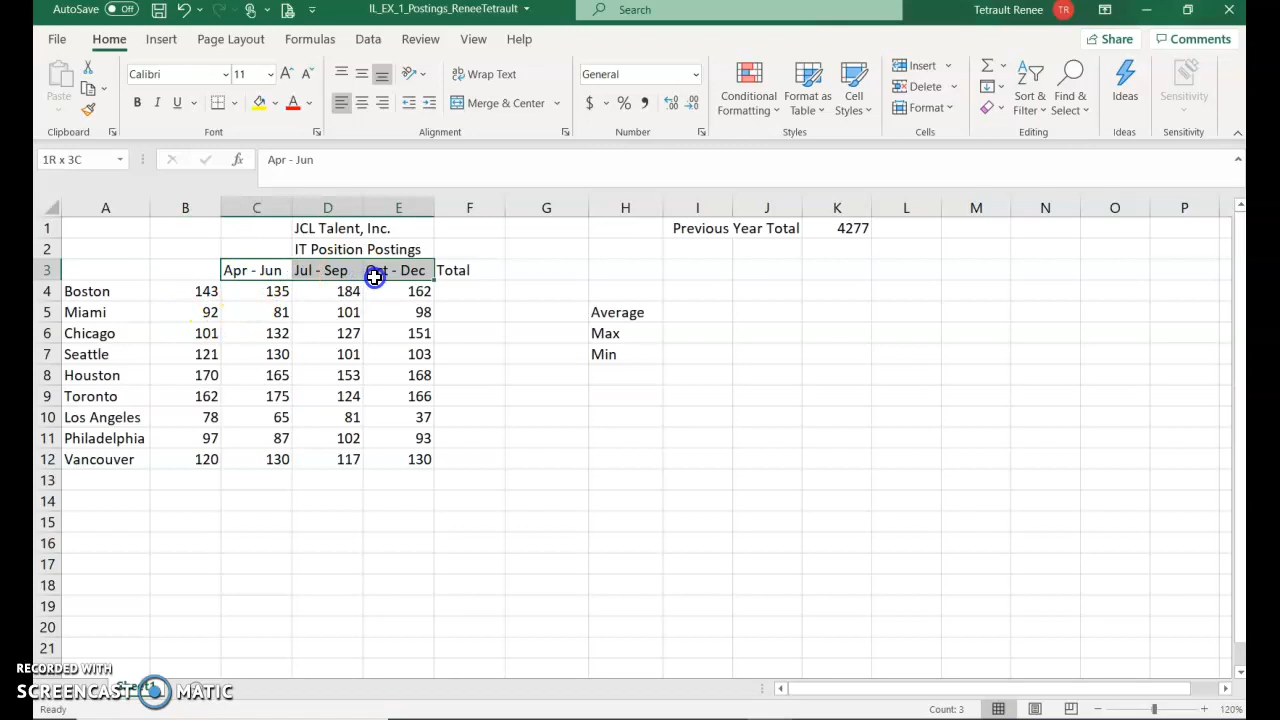 AutoSave Off IL_EX_1_Postings_ReneeTetrault Search Tetrault Renee TR
File Home Insert Page Layout Formulas Data Review View Help Share Comments
Calibri 11 Wrap Text General Insert
Paste Merge & Center $ % Conditional Formatting Format as Table Cell Styles Delete Sort & Filter Find & Select Ideas Sensitivity
B I U A Format
Clipboard Font Alignment Number Styles Cells Editing Ideas Sensitivity
1R x 3C fx Apr - Jun
A B C D E F G H I J K L M N O P
1 JCL Talent, Inc. Previous Year Total 4277
2 IT Position Postings
3 Apr - Jun Jul - Sep Oct - Dec Total
4 Boston 143 135 184 162
5 Miami 92 81 101 98 Average
6 Chicago 101 132 127 151 Max
7 Seattle 121 130 101 103 Min
8 Houston 170 165 153 168
9 Toronto 162 175 124 166
10 Los Angeles 78 65 81 37
11 Philadelphia 97 87 102 93
12 Vancouver 120 130 117 130
13
14
15
16
17
18
19
20
21
RECORDED WITH
SCREENCAST MATIC
Ready Count: 3 120%